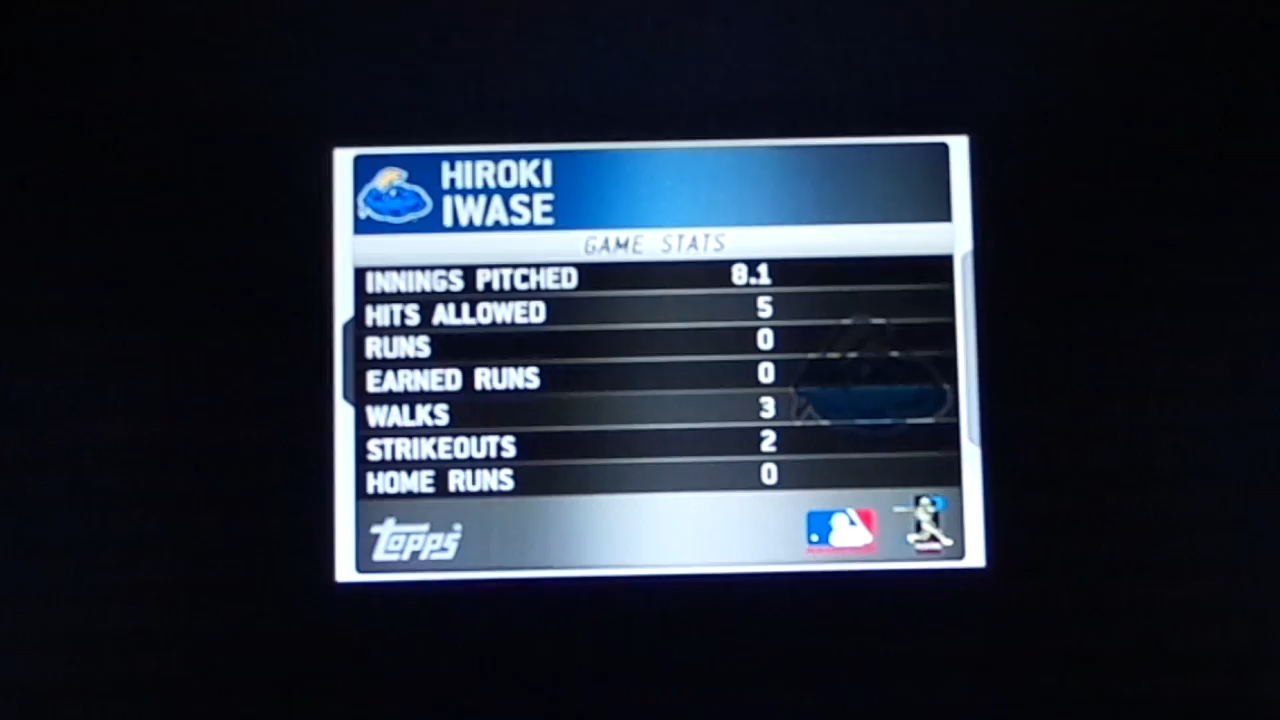 HIROKI
IWASE
GAME STATS
INNINGS PITCHED 8.1
HITS ALLOWED 5
RUNS 0
EARNED RUNS 0
WALKS 3
STRIKEOUTS 2
HOME RUNS 0
topps